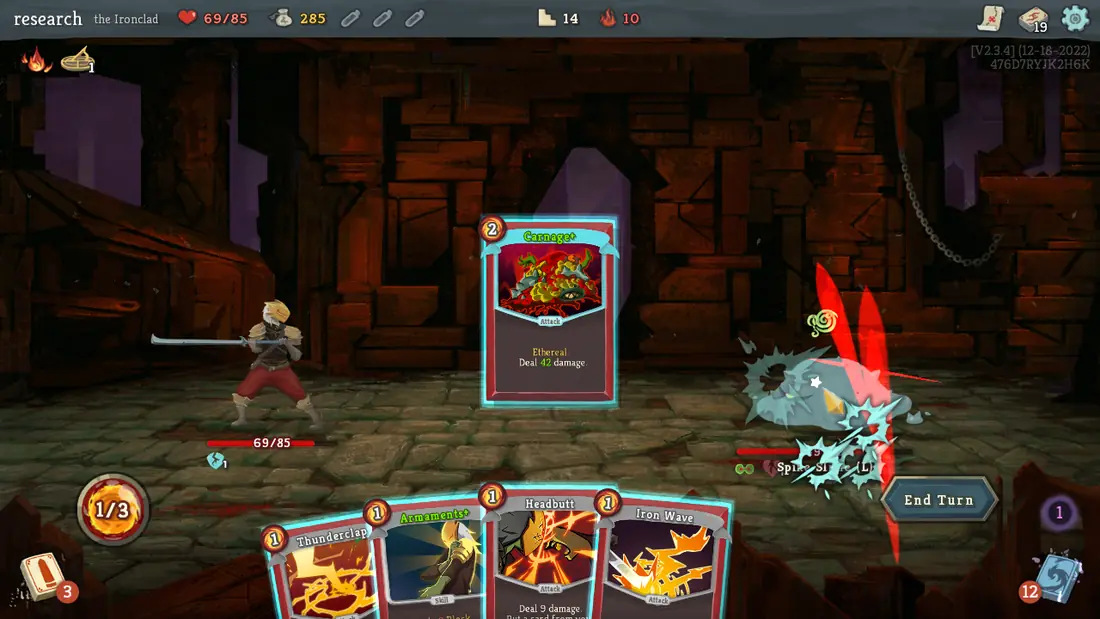 research the Ironclad 69/85 285 14 10 19
[V2.3.4] (12-18-2022)
476D7RYJK2H6K
1
2
Carnage+
Attack
Ethereal.
Deal 42 damage.
69/85
1
1/3
End Turn
1
1
Thunderclap
1
Armaments+
Skill
1
Headbutt
Attack
Deal 9 damage.
1
Iron Wave
Attack
3
12